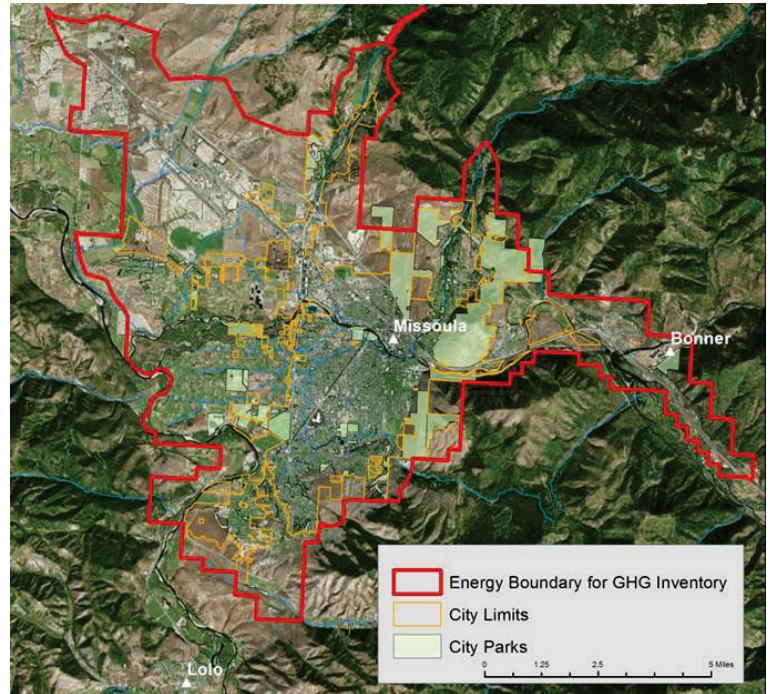 Missoula
Bonner
Energy Boundary for GHG Inventory
City Limits
City Parks
0 1.25 2.5 5 Miles
Lolo